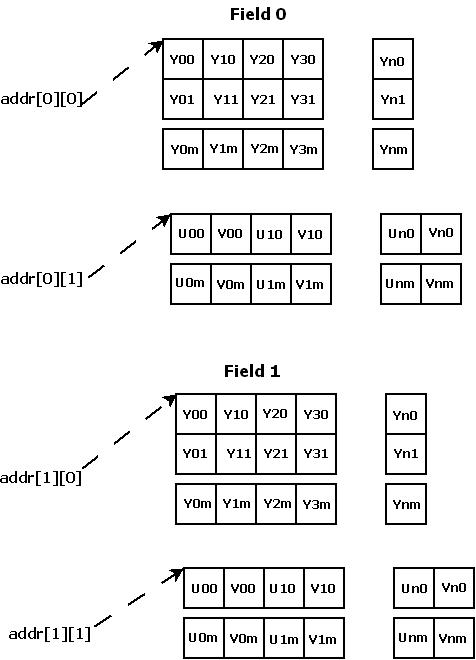 Field 0
Y00 Y10 Y20 Y30 Yn0
addr[0][0] Y01 Y11 Y21 Y31 Yn1
Y0m Y1m Y2m Y3m Ynm
U00 V00 U10 V10 Un0 Vn0
addr[0][1] U0m V0m U1m V1m Unm Vnm
Field 1
Y00 Y10 Y20 Y30 Yn0
Y01 Y11 Y21 Y31 Yn1
addr[1][0] Y0m Y1m Y2m Y3m Ynm
U00 V00 U10 V10 Un0 Vn0
addr[1][1] U0m V0m U1m V1m Unm Vnm